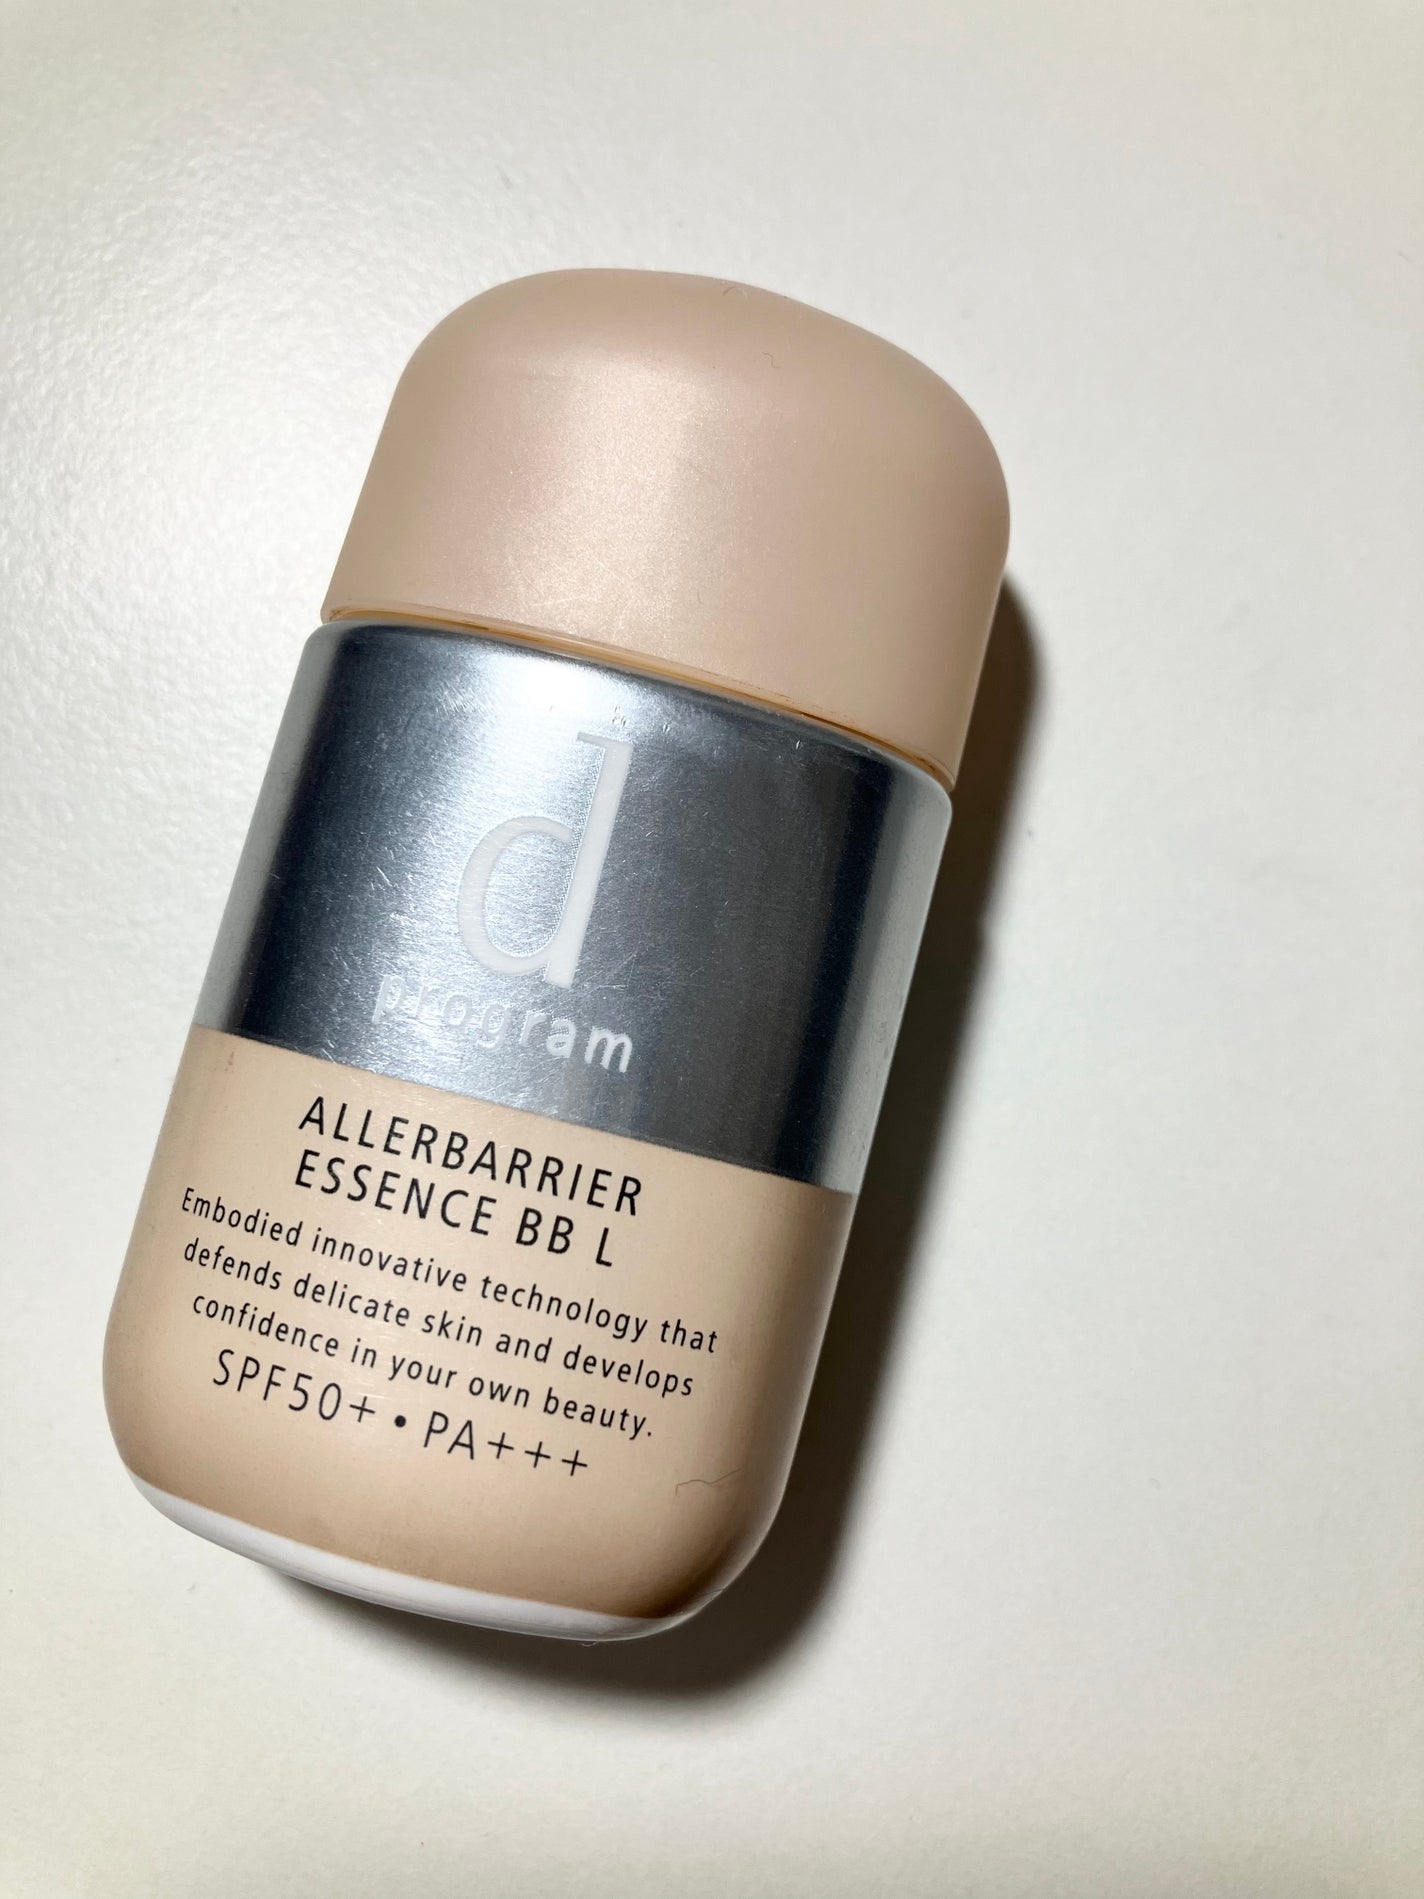 d
program
ALLERBARRIER
ESSENCE BB L
Embodied innovative technology that
defends delicate skin and develops
confidence in your own beauty.
SPF50+・PA+++